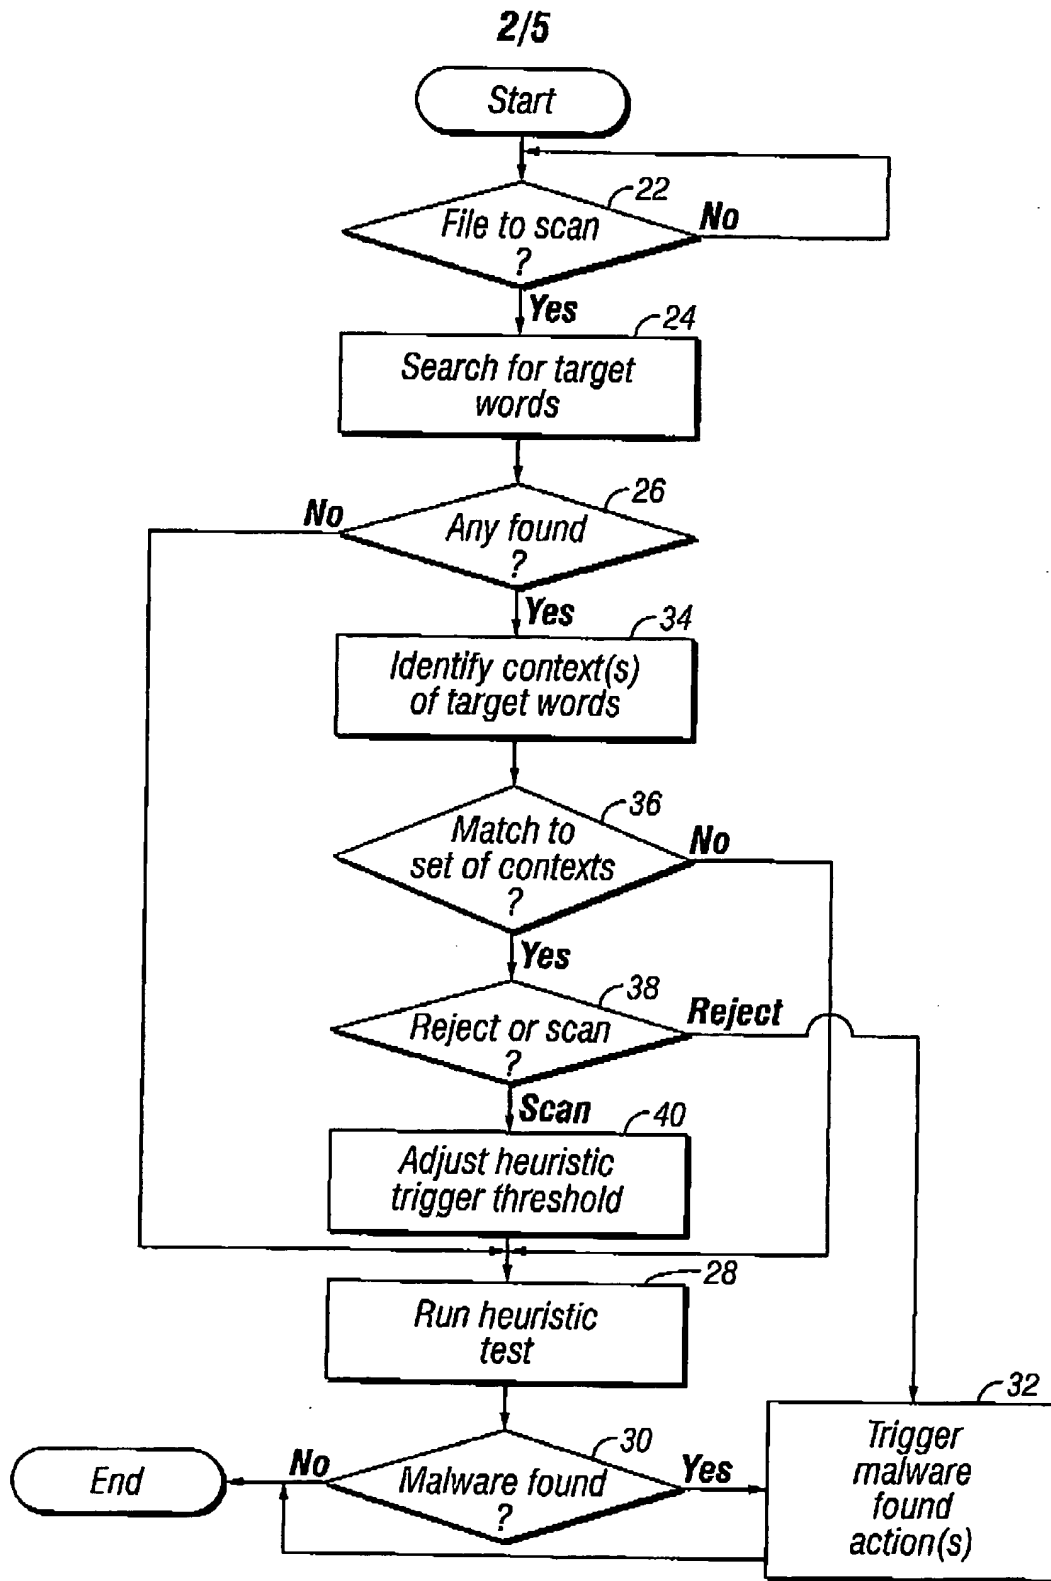 2/5
Start
22
File to scan
?
No
Yes
24
Search for target
words
26
No
Any found
?
Yes
34
Identify context(s)
of target words
36
Match to
set of contexts
?
No
Yes
38
Reject or scan
?
Reject
Scan
40
Adjust heuristic
trigger threshold
28
Run heuristic
test
32
30
End
No
Malware found
?
Yes
Trigger
malware
found
action(s)